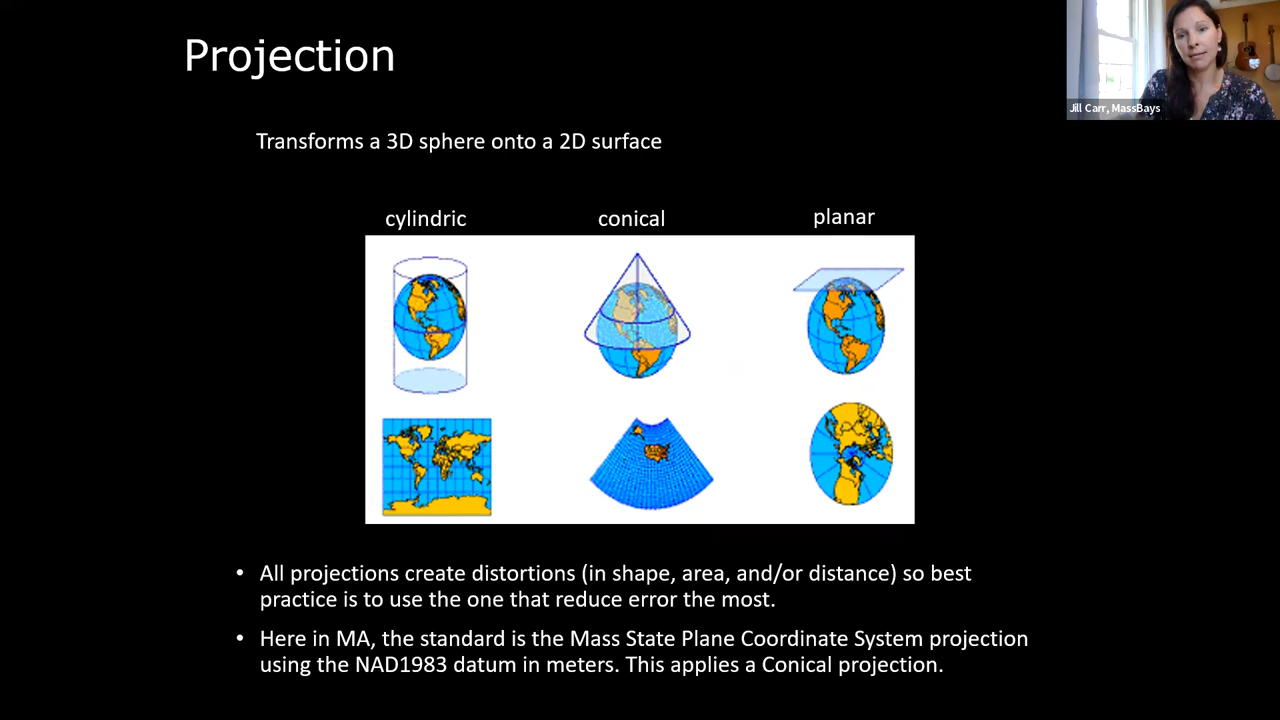 Projection
Jill Carr, MassBays
Transforms a 3D sphere onto a 2D surface
cylindric
conical
planar
• All projections create distortions (in shape, area, and/or distance) so best
practice is to use the one that reduce error the most.
• Here in MA, the standard is the Mass State Plane Coordinate System projection
using the NAD1983 datum in meters. This applies a Conical projection.